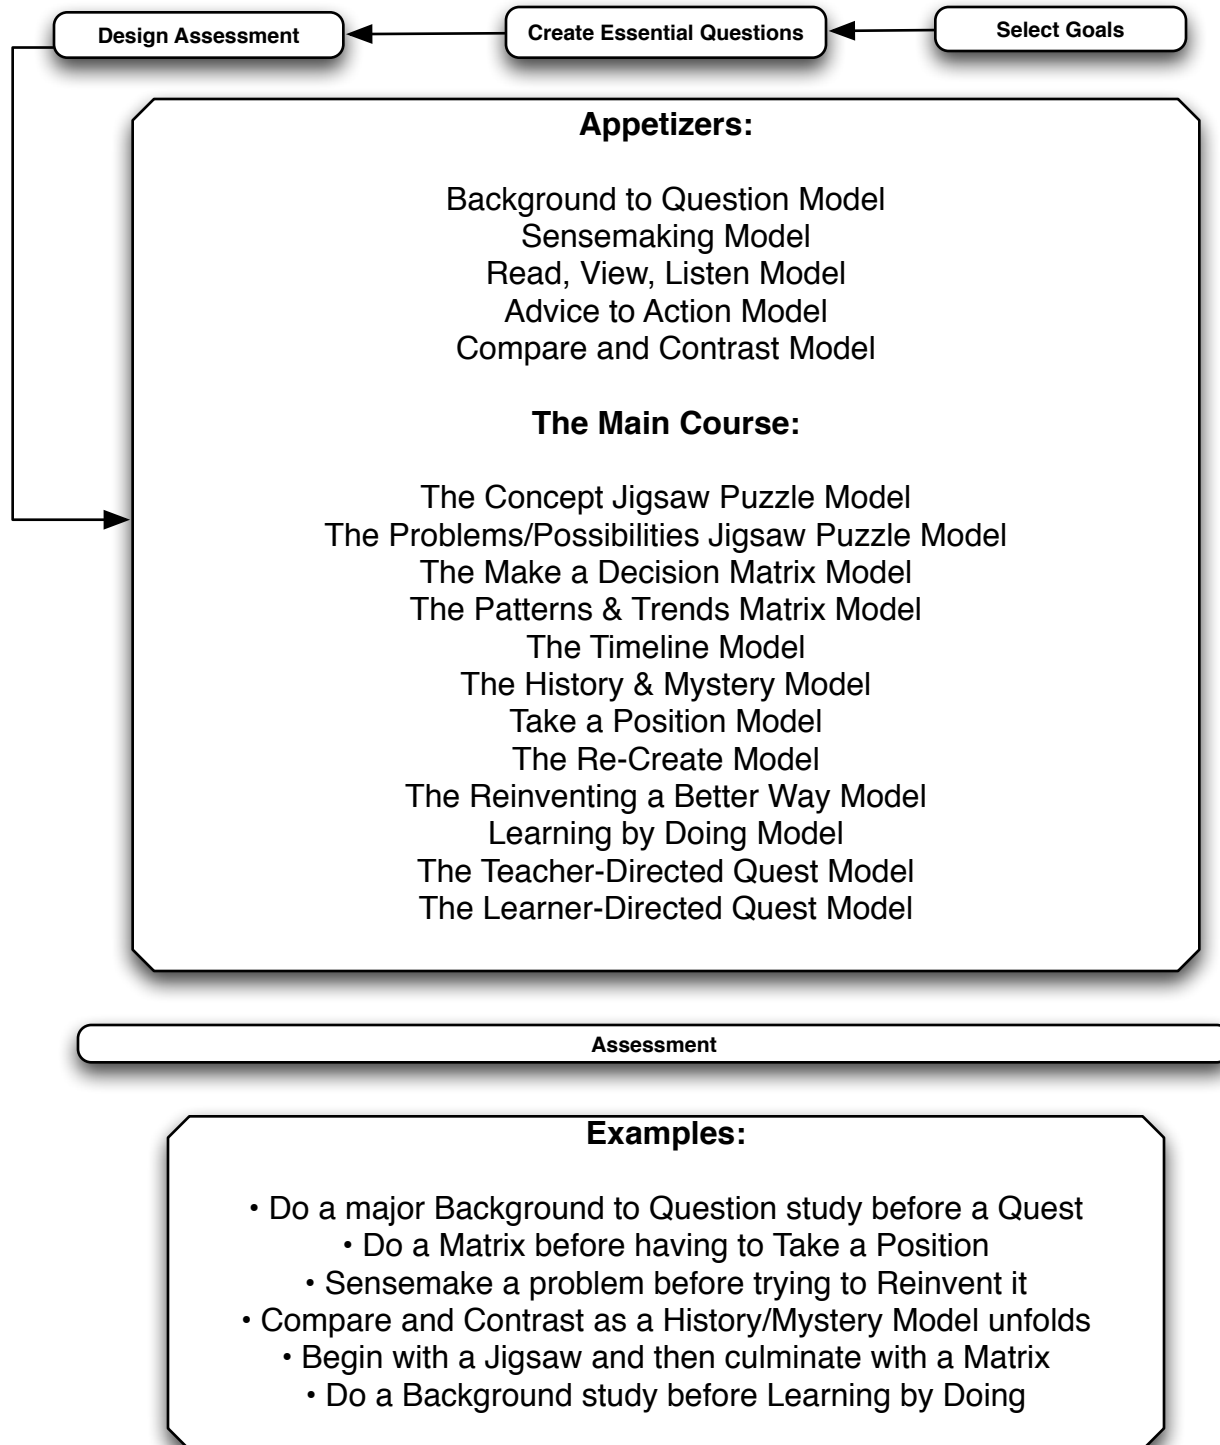 Design Assessment
Create Essential Questions
Select Goals
Appetizers:
Background to Question Model
Sensemaking Model
Read, View, Listen Model
Advice to Action Model
Compare and Contrast Model
The Main Course:
The Concept Jigsaw Puzzle Model
The Problems/Possibilities Jigsaw Puzzle Model
The Make a Decision Matrix Model
The Patterns & Trends Matrix Model
The Timeline Model
The History & Mystery Model
Take a Position Model
The Re-Create Model
The Reinventing a Better Way Model
Learning by Doing Model
The Teacher-Directed Quest Model
The Learner-Directed Quest Model
Assessment
Examples:
• Do a major Background to Question study before a Quest
• Do a Matrix before having to Take a Position
• Sensemake a problem before trying to Reinvent it
• Compare and Contrast as a History/Mystery Model unfolds
• Begin with a Jigsaw and then culminate with a Matrix
• Do a Background study before Learning by Doing